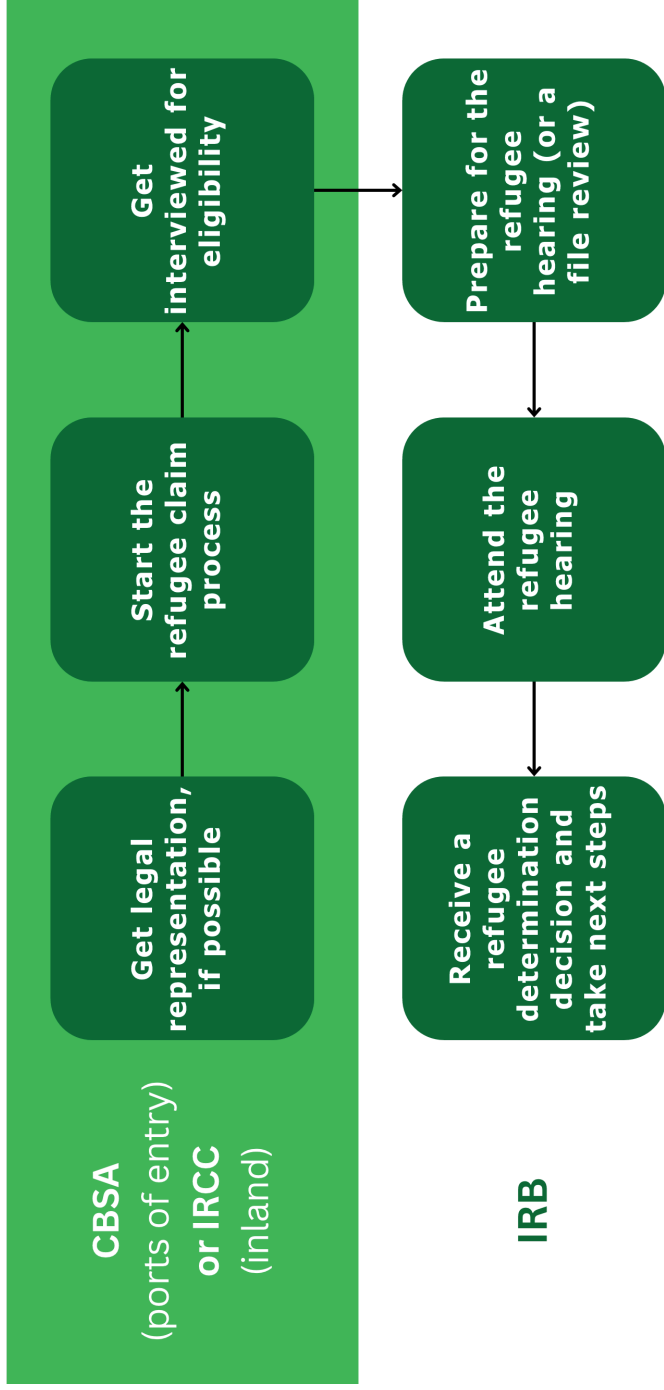 CBSA
(ports of entry)
or IRCC
(inland)
Get legal
representation,
if possible
Start the
refugee claim
process
Get
interviewed for
eligibility
IRB
Prepare for the
refugee
hearing (or a
file review)
Attend the
refugee
hearing
Receive a
refugee
determination
decision and
take next steps